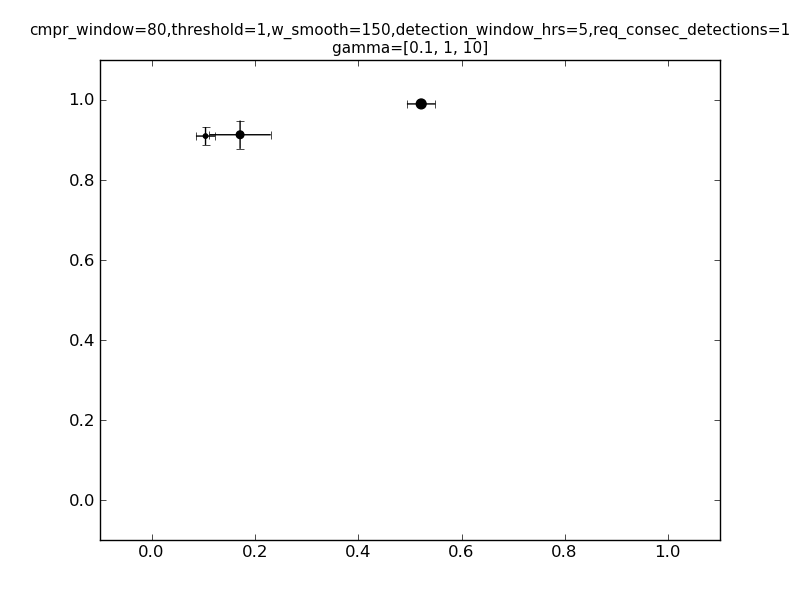 cmpr_window=80,threshold=1,w_smooth=150,detection_window_hrs=5,req_consec_detections=1
gamma=[0.1, 1, 10]
1.0
0.8
0.6
0.4
0.2
0.0
0.0 0.2 0.4 0.6 0.8 1.0